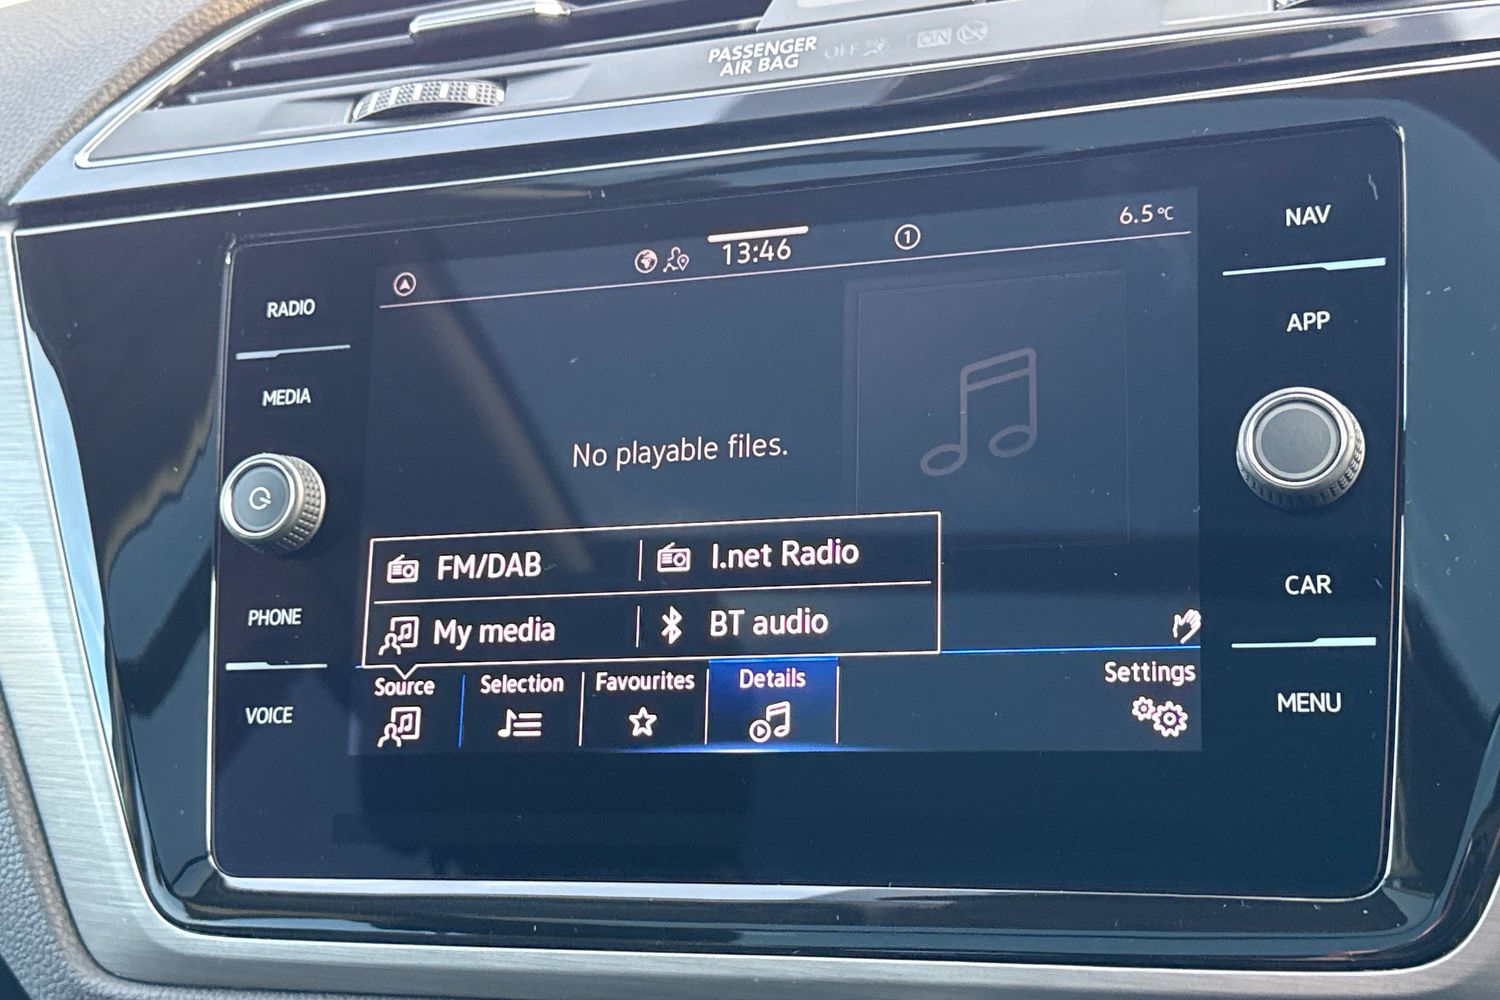 PASSENGER
AIR BAG
OFF
ON
6.5°C
13:46
1
RADIO
MEDIA
PHONE
VOICE
NAV
APP
CAR
MENU
No playable files.
FM/DAB
I.net Radio
My media
BT audio
Source
Selection
Favourites
Details
Settings